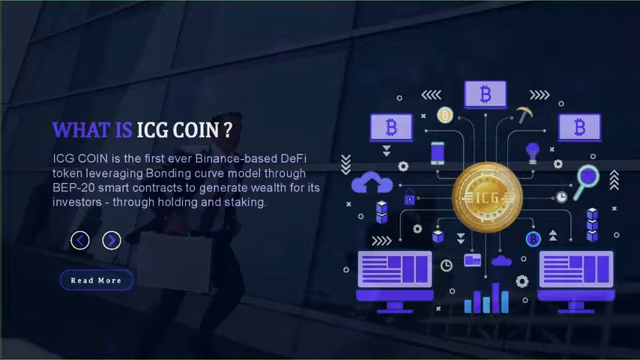 WHAT IS ICG COIN ?
ICG COIN is the first ever Binance-based DeFi
token leveraging Bonding curve model through
BEP-20 smart contracts to generate wealth for its
investors - through holding and staking.
Read More
ICG